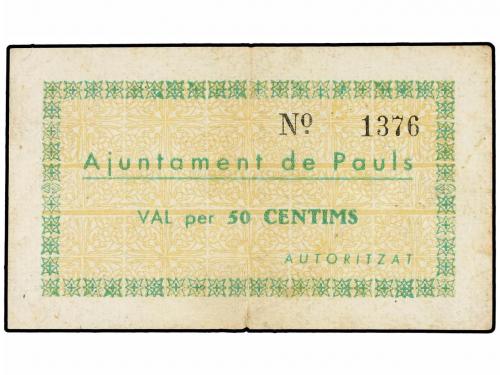 Nº 1376
Ajuntament de Pauls
VAL per 50 CENTIMS
AUTORITZAT